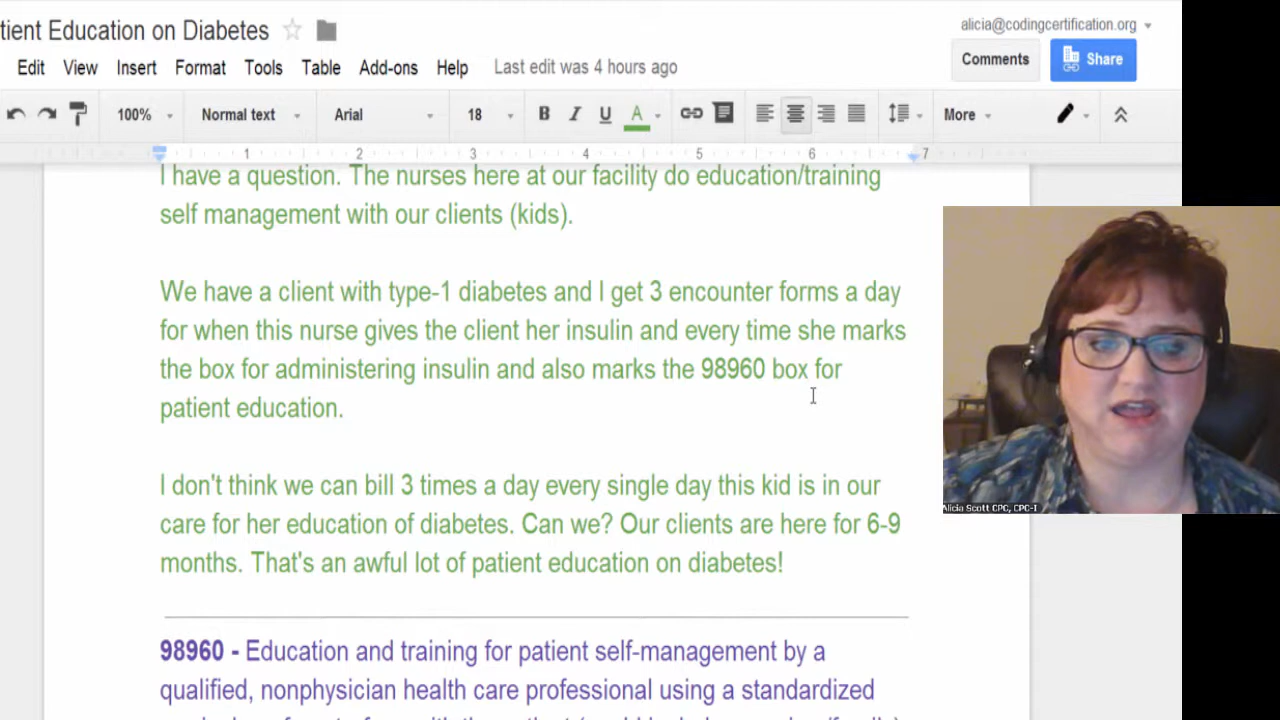 tient Education on Diabetes
alicia@codingcertification.org
Edit View Insert Format Tools Table Add-ons Help Last edit was 4 hours ago
Comments
Share
100% Normal text Arial 18 B I U A More
1 2 3 4 5 6 7
I have a question. The nurses here at our facility do education/training
self management with our clients (kids).
We have a client with type-1 diabetes and I get 3 encounter forms a day
for when this nurse gives the client her insulin and every time she marks
the box for administering insulin and also marks the 98960 box for
patient education.
I don't think we can bill 3 times a day every single day this kid is in our
care for her education of diabetes. Can we? Our clients are here for 6-9
months. That's an awful lot of patient education on diabetes!
98960 - Education and training for patient self-management by a
qualified, nonphysician health care professional using a standardized
Alicia Scott CPC, CPC-I